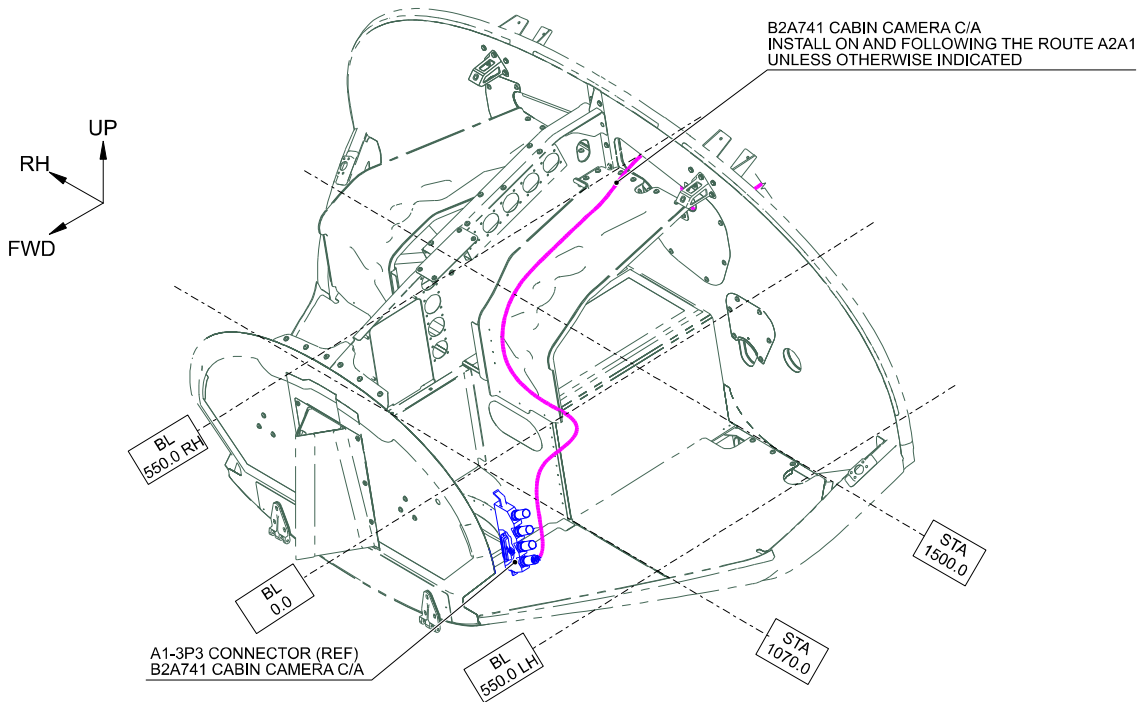 B2A741 CABIN CAMERA C/A
INSTALL ON AND FOLLOWING THE ROUTE A2A1
UNLESS OTHERWISE INDICATED
UP
RH
FWD
BL
550.0 RH
BL
0.0
BL
550.0 LH
STA
1500.0
STA
1070.0
A1-3P3 CONNECTOR (REF)
B2A741 CABIN CAMERA C/A